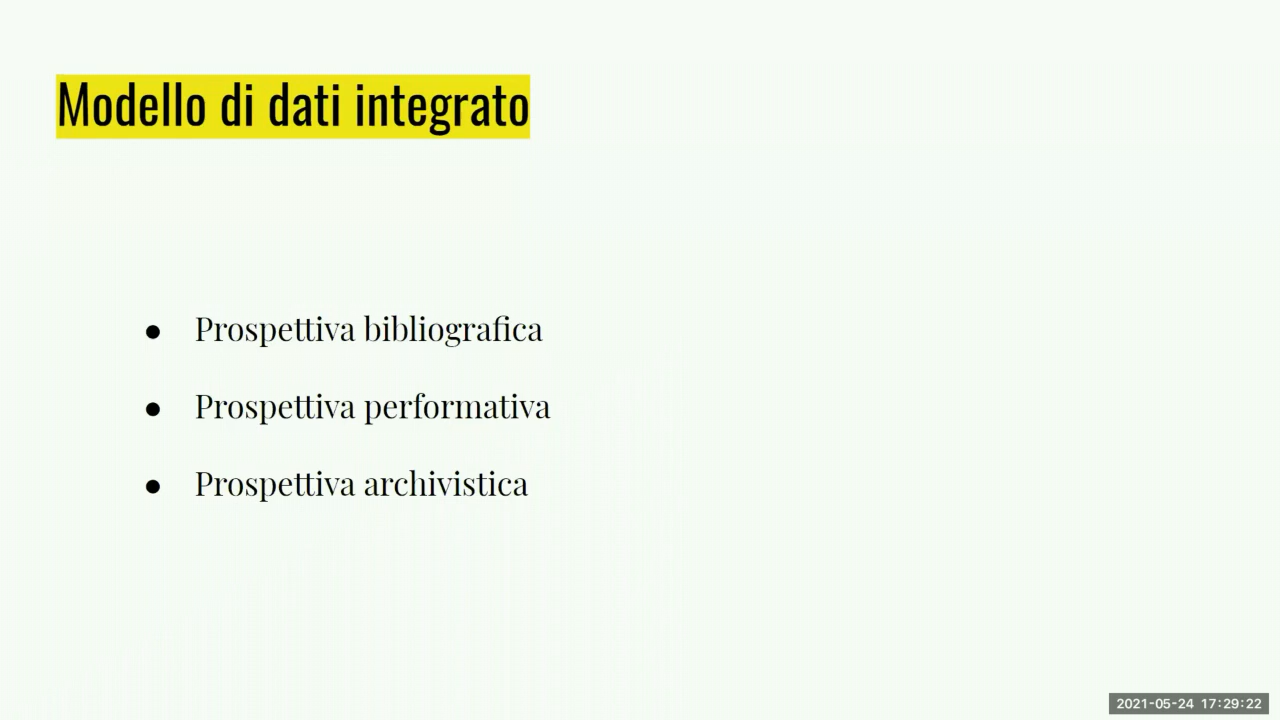 Modello di dati integrato
● Prospettiva bibliografica
● Prospettiva performativa
● Prospettiva archivistica
2021-05-24 17:29:22